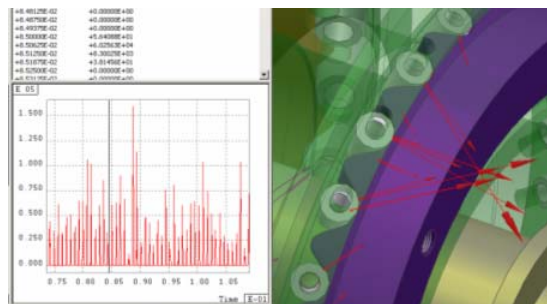 +8.48125E-02 +0.00000E+00
+8.48750E-02 +0.00000E+00
+8.49375E-02 +0.00000E+00
+8.50000E-02 +5.64088E+01
+8.50625E-02 +6.02563E+04
+8.51250E-02 +8.30025E+03
+8.51875E-02 +3.81456E+01
+8.52500E-02 +0.00000E+00
E 05
1.500
1.250
1.000
0.750
0.500
0.250
0.000
0.75 0.80 0.85 0.90 0.95 1.00 1.05
Time E-01